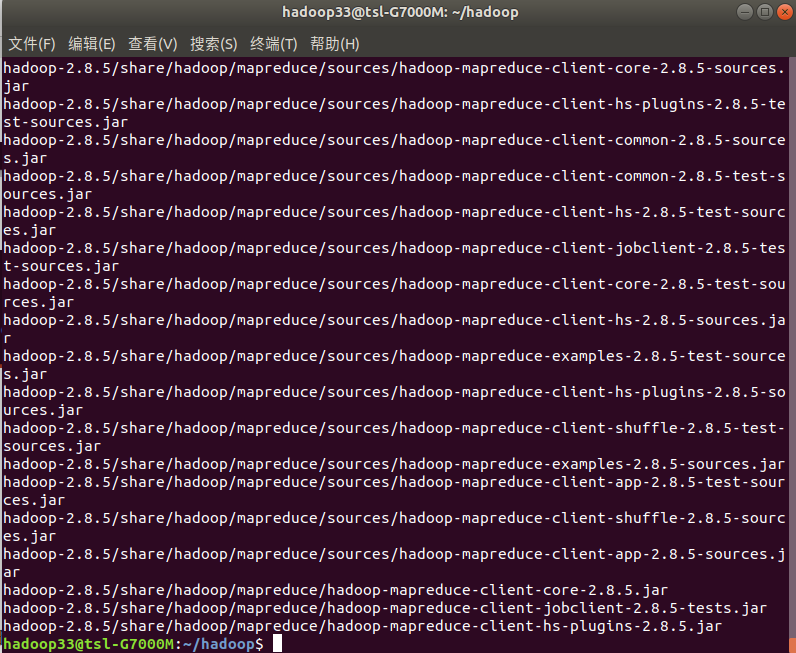 hadoop33@tsl-G7000M: ~/hadoop
文件(F) 编辑(E) 查看(V) 搜索(S) 终端(T) 帮助(H)
hadoop-2.8.5/share/hadoop/mapreduce/sources/hadoop-mapreduce-client-core-2.8.5-sources.
jar
hadoop-2.8.5/share/hadoop/mapreduce/sources/hadoop-mapreduce-client-hs-plugins-2.8.5-te
st-sources.jar
hadoop-2.8.5/share/hadoop/mapreduce/sources/hadoop-mapreduce-client-common-2.8.5-source
s.jar
hadoop-2.8.5/share/hadoop/mapreduce/sources/hadoop-mapreduce-client-common-2.8.5-test-s
ources.jar
hadoop-2.8.5/share/hadoop/mapreduce/sources/hadoop-mapreduce-client-hs-2.8.5-test-sourc
es.jar
hadoop-2.8.5/share/hadoop/mapreduce/sources/hadoop-mapreduce-client-jobclient-2.8.5-tes
t-sources.jar
hadoop-2.8.5/share/hadoop/mapreduce/sources/hadoop-mapreduce-client-core-2.8.5-test-sou
rces.jar
hadoop-2.8.5/share/hadoop/mapreduce/sources/hadoop-mapreduce-client-hs-2.8.5-sources.ja
r
hadoop-2.8.5/share/hadoop/mapreduce/sources/hadoop-mapreduce-examples-2.8.5-test-source
s.jar
hadoop-2.8.5/share/hadoop/mapreduce/sources/hadoop-mapreduce-client-hs-plugins-2.8.5-so
urces.jar
hadoop-2.8.5/share/hadoop/mapreduce/sources/hadoop-mapreduce-client-shuffle-2.8.5-test-
sources.jar
hadoop-2.8.5/share/hadoop/mapreduce/sources/hadoop-mapreduce-examples-2.8.5-sources.jar
hadoop-2.8.5/share/hadoop/mapreduce/sources/hadoop-mapreduce-client-app-2.8.5-test-sour
ces.jar
hadoop-2.8.5/share/hadoop/mapreduce/sources/hadoop-mapreduce-client-shuffle-2.8.5-sourc
es.jar
hadoop-2.8.5/share/hadoop/mapreduce/sources/hadoop-mapreduce-client-app-2.8.5-sources.j
ar
hadoop-2.8.5/share/hadoop/mapreduce/hadoop-mapreduce-client-core-2.8.5.jar
hadoop-2.8.5/share/hadoop/mapreduce/hadoop-mapreduce-client-jobclient-2.8.5-tests.jar
hadoop-2.8.5/share/hadoop/mapreduce/hadoop-mapreduce-client-hs-plugins-2.8.5.jar
hadoop33@tsl-G7000M:~/hadoop$